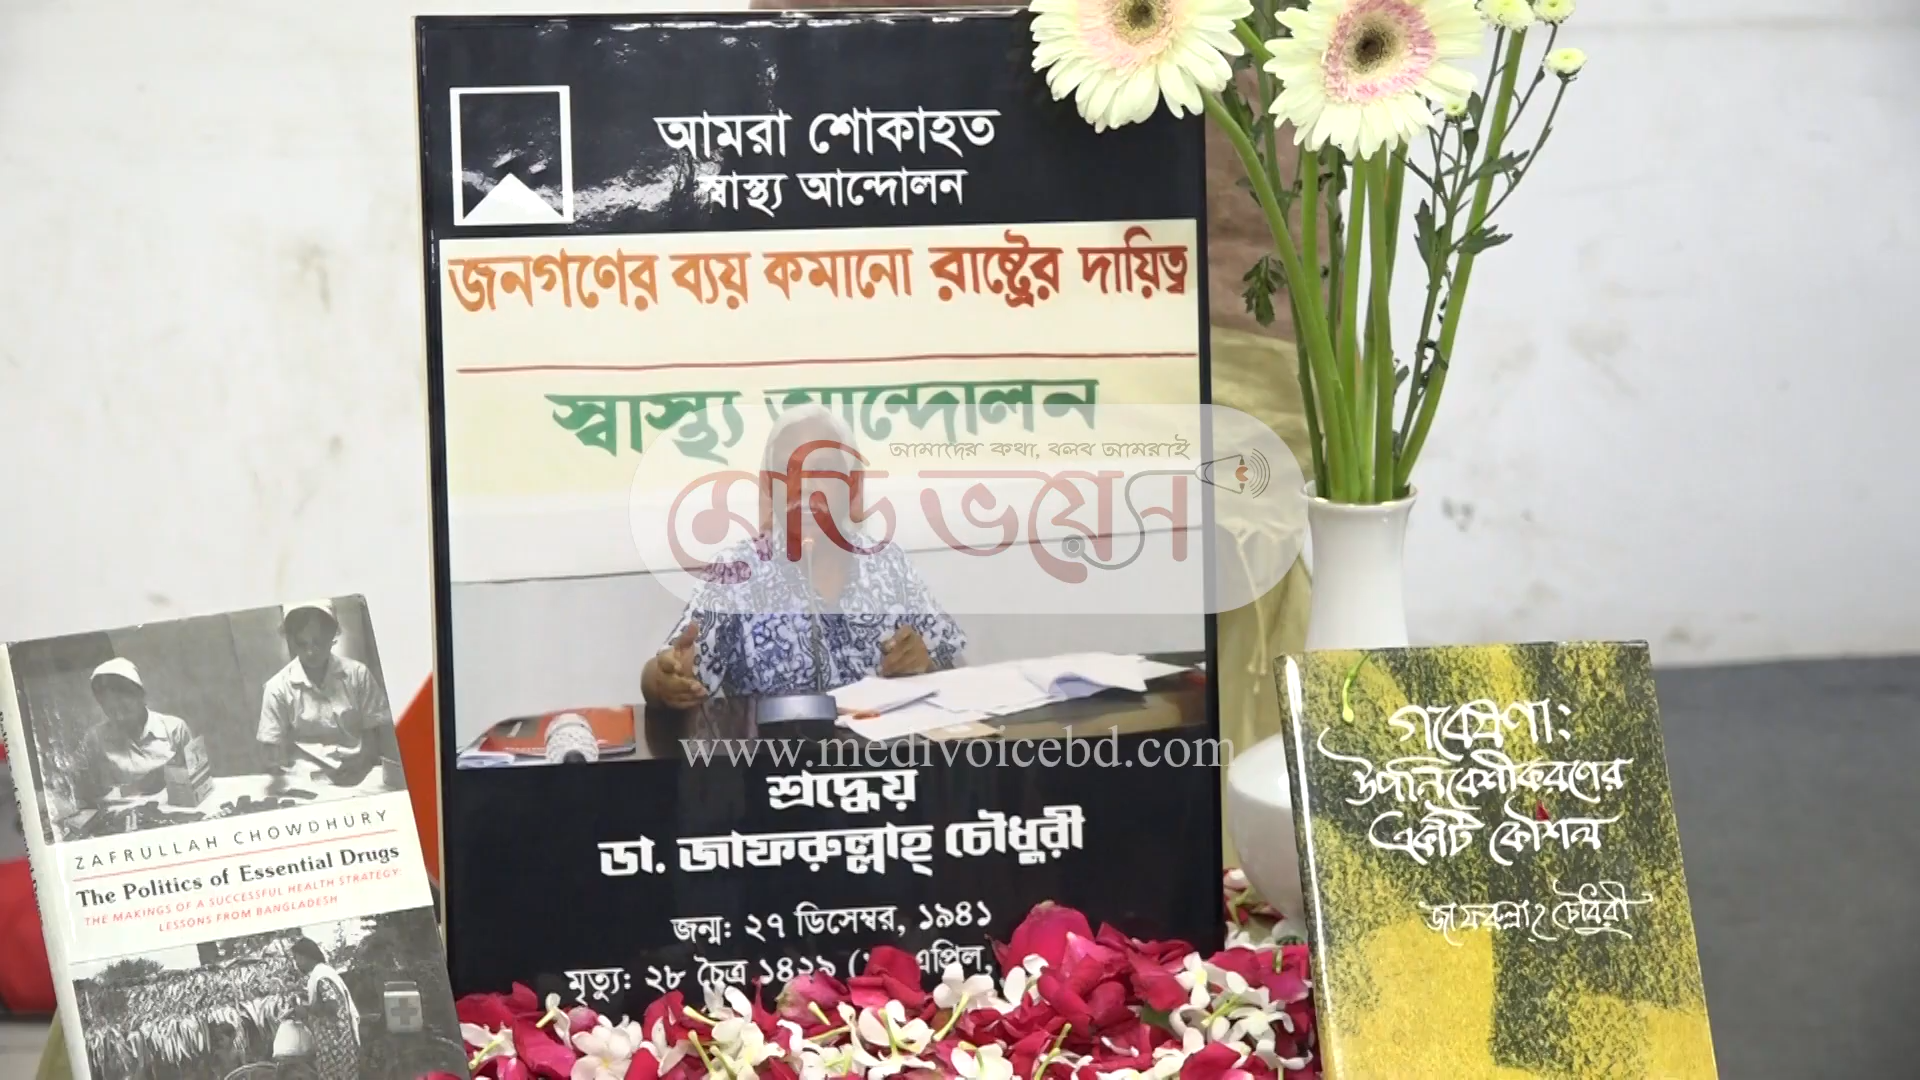 আমরা শোকাহত
স্বাস্থ্য আন্দোলন
জনগণের ব্যয় কমানো রাষ্ট্রের দায়িত্ব
স্বাস্থ্য আন্দোলন
আমাদের কথা, বলব আমরাই
মেডিভয়েস
www.medivoicebd.com
শ্রদ্ধেয়
ডা. জাফরুল্লাহ্ চৌধুরী
জন্ম: ২৭ ডিসেম্বর, ১৯৪১
মৃত্যু: ২৮ চৈত্র ১৪২৯ এপ্রিল,
ZAFRULLAH CHOWDHURY
The Politics of Essential Drugs
THE MAKINGS OF A SUCCESSFUL HEALTH STRATEGY:
LESSONS FROM BANGLADESH
গবেষণা:
উপনিবেশীকরণের
একটি কৌশল
জাফরুল্লাহ চৌধুরী